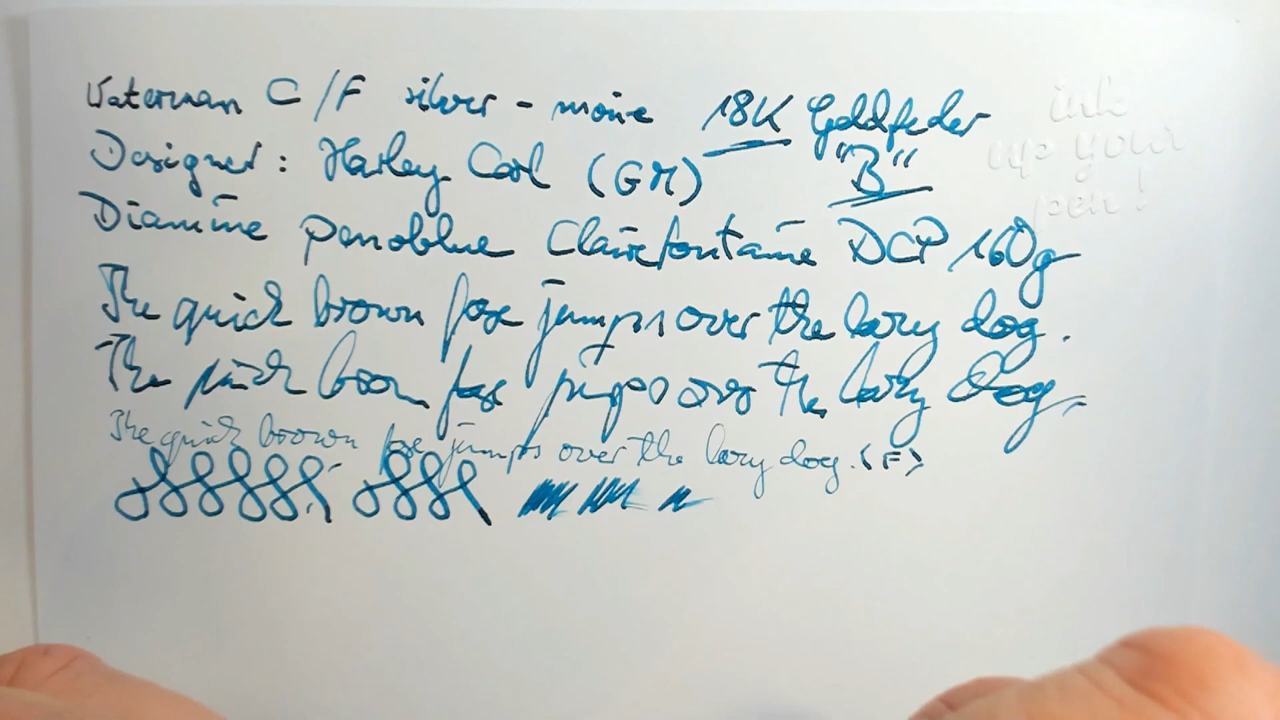 Waterman C/F silver - moire 18K Goldfeder
Designer: Harley Earl (GM) "B"
Diamine Penoblue Clairefontaine DCP 160g
The quick brown fox jumps over the lazy dog.
The quick brown fox jumps over the lazy dog.
The quick brown fox jumps over the lazy dog. (F)
ink
up your
pen!